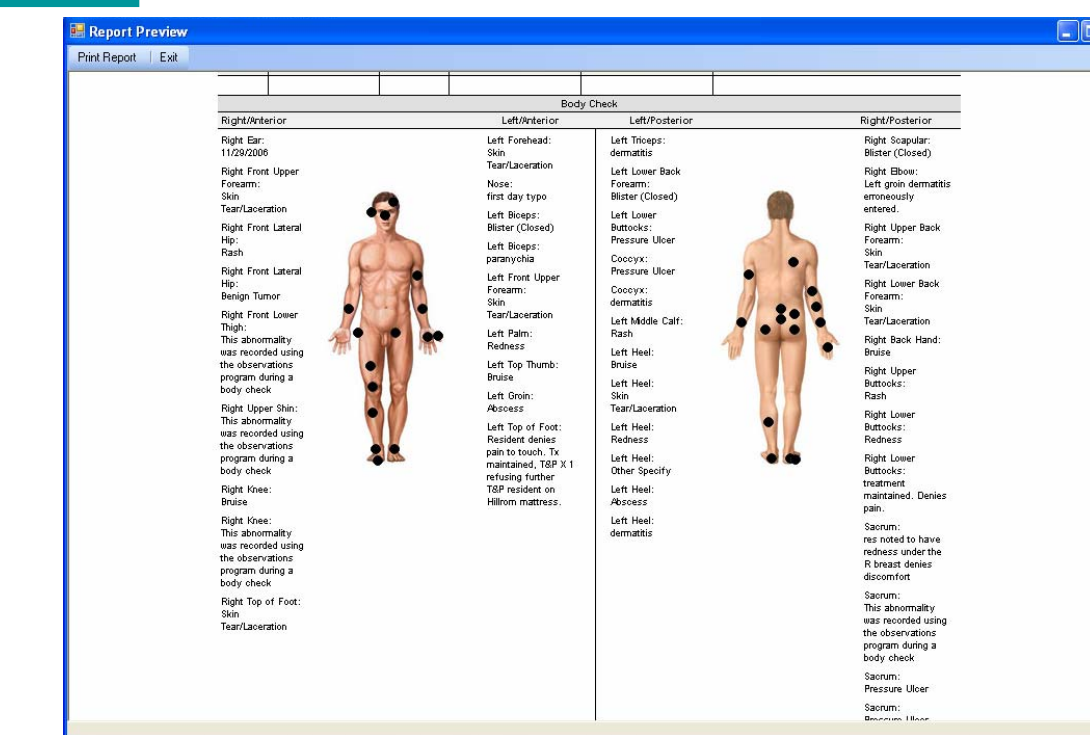 Report Preview
Print Report
Exit
Body Check
Right/Anterior
Left/Anterior
Left/Posterior
Right/Posterior
Right Ear:
11/29/2006
Right Front Upper
Forearm:
Skin
Tear/Laceration
Right Front Lateral
Hip:
Rash
Right Front Lateral
Hip:
Benign Tumor
Right Front Lower
Thigh:
This abnormality
was recorded using
the observations
program during a
body check
Right Upper Shin:
This abnormality
was recorded using
the observations
program during a
body check
Right Knee:
Bruise
Right Knee:
This abnormality
was recorded using
the observations
program during a
body check
Right Top of Foot:
Skin
Tear/Laceration
Left Forehead:
Skin
Tear/Laceration
Nose:
first day typo
Left Biceps:
Blister (Closed)
Left Biceps:
paranychia
Left Front Upper
Forearm:
Skin
Tear/Laceration
Left Palm:
Redness
Left Top Thumb:
Bruise
Left Groin:
Abscess
Left Top of Foot:
Resident denies
pain to touch. Tx
maintained, T&P X 1
refusing further
T&P resident on
Hillrom mattress.
Left Triceps:
dermatitis
Left Lower Back
Forearm:
Blister (Closed)
Left Lower
Buttocks:
Pressure Ulcer
Coccyx:
Pressure Ulcer
Coccyx:
dermatitis
Left Middle Calf:
Rash
Left Heel:
Bruise
Left Heel:
Skin
Tear/Laceration
Left Heel:
Redness
Left Heel:
Other Specify
Left Heel:
Abscess
Left Heel:
dermatitis
Right Scapular:
Blister (Closed)
Right Elbow:
Left groin dermatitis
erroneously
entered.
Right Upper Back
Forearm:
Skin
Tear/Laceration
Right Lower Back
Forearm:
Skin
Tear/Laceration
Right Back Hand:
Bruise
Right Upper
Buttocks:
Rash
Right Lower
Buttocks:
Redness
Right Lower
Buttocks:
treatment
maintained. Denies
pain.
Sacrum:
res noted to have
redness under the
R breast denies
discomfort
Sacrum:
This abnormality
was recorded using
the observations
program during a
body check
Sacrum:
Pressure Ulcer
Sacrum:
Pressure Ulcer